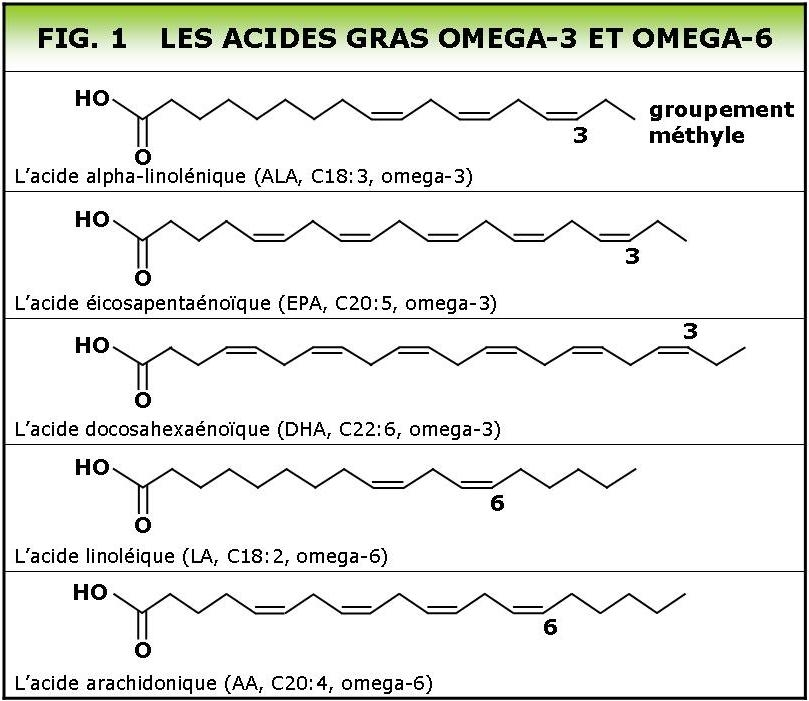 FIG. 1 LES ACIDES GRAS OMEGA-3 ET OMEGA-6
HO
O
3
groupement
méthyle
L'acide alpha-linolénique (ALA, C18:3, omega-3)
HO
O
3
L'acide éicosapentaénoïque (EPA, C20:5, omega-3)
HO
O
3
L'acide docosahexaénoïque (DHA, C22:6, omega-3)
HO
O
6
L'acide linoléique (LA, C18:2, omega-6)
HO
O
6
L'acide arachidonique (AA, C20:4, omega-6)